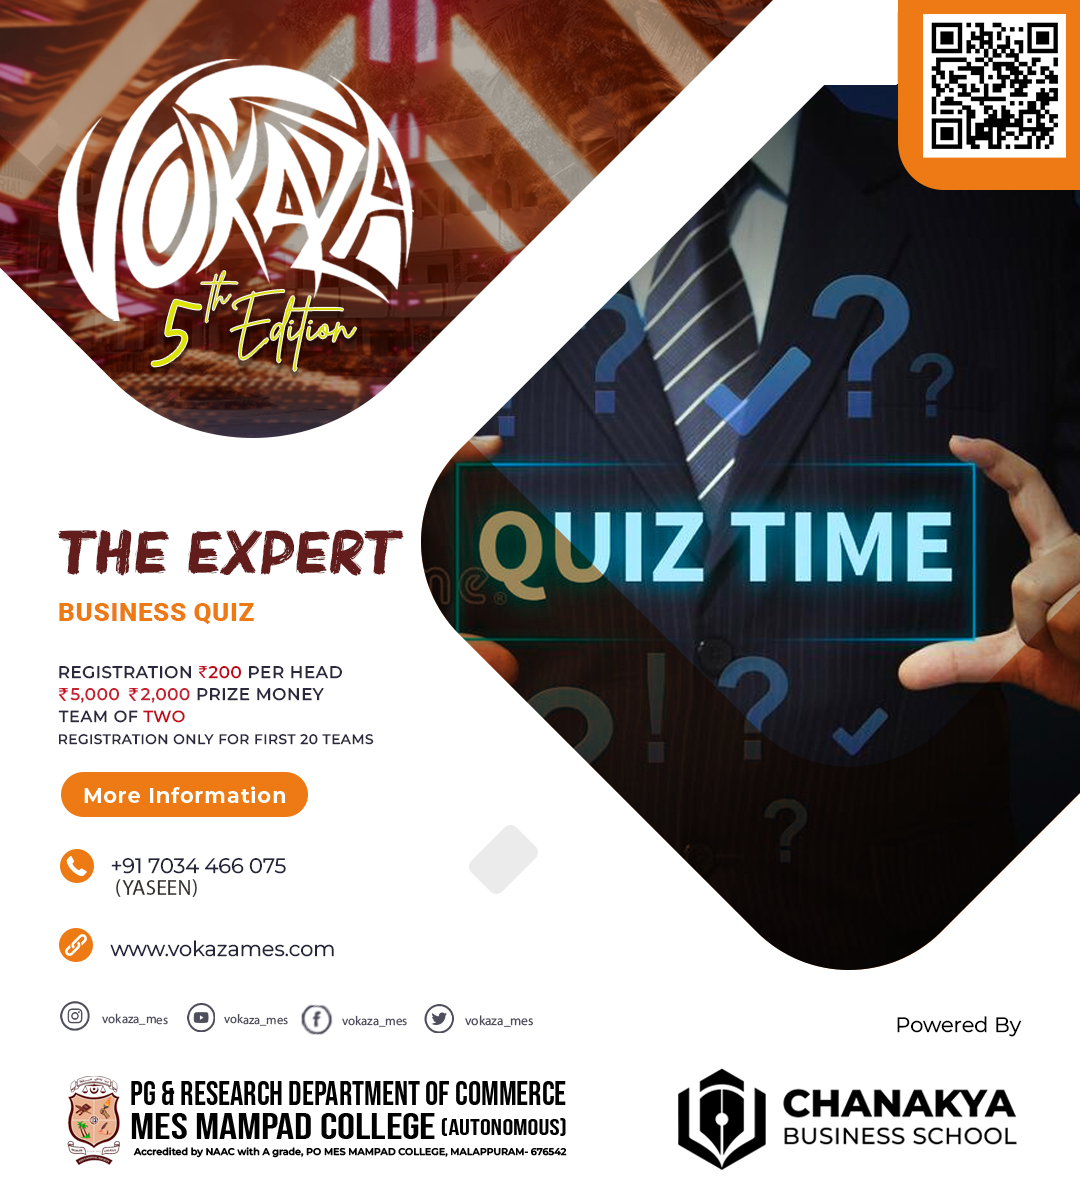 VOKAZA
5th Edition
QUIZ TIME
THE EXPERT
BUSINESS QUIZ
REGISTRATION ₹200 PER HEAD
₹5,000 ₹2,000 PRIZE MONEY
TEAM OF TWO
REGISTRATION ONLY FOR FIRST 20 TEAMS
More Information
+91 7034 466 075
(YASEEN)
www.vokazames.com
vokaza_mes vokaza_mes vokaza_mes vokaza_mes
Powered By
PG & RESEARCH DEPARTMENT OF COMMERCE
MES MAMPAD COLLEGE (AUTONOMOUS)
Accredited by NAAC with A grade, PO MES MAMPAD COLLEGE, MALAPPURAM- 676542
CHANAKYA
BUSINESS SCHOOL